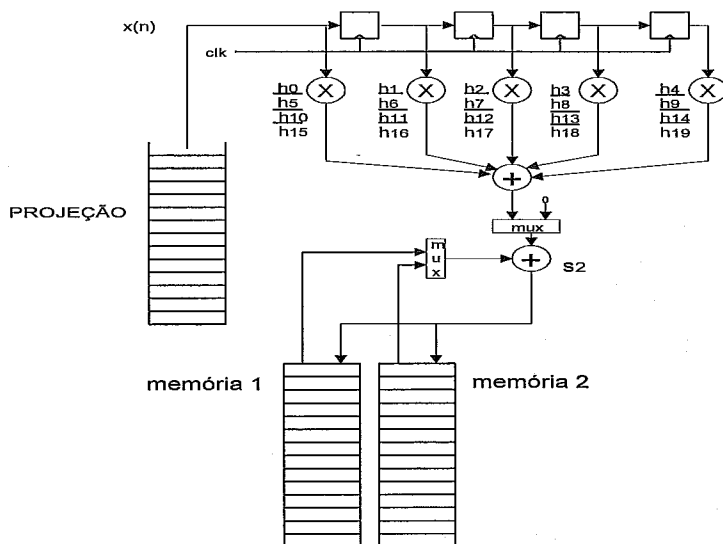 x(n)
clk
X
X
X
X
X
h0
h5
h10
h15
h1
h6
h11
h16
h2
h7
h12
h17
h3
h8
h13
h18
h4
h9
h14
h19
+
PROJEÇÃO
0
mux
mux
+
S2
memória 1
memória 2